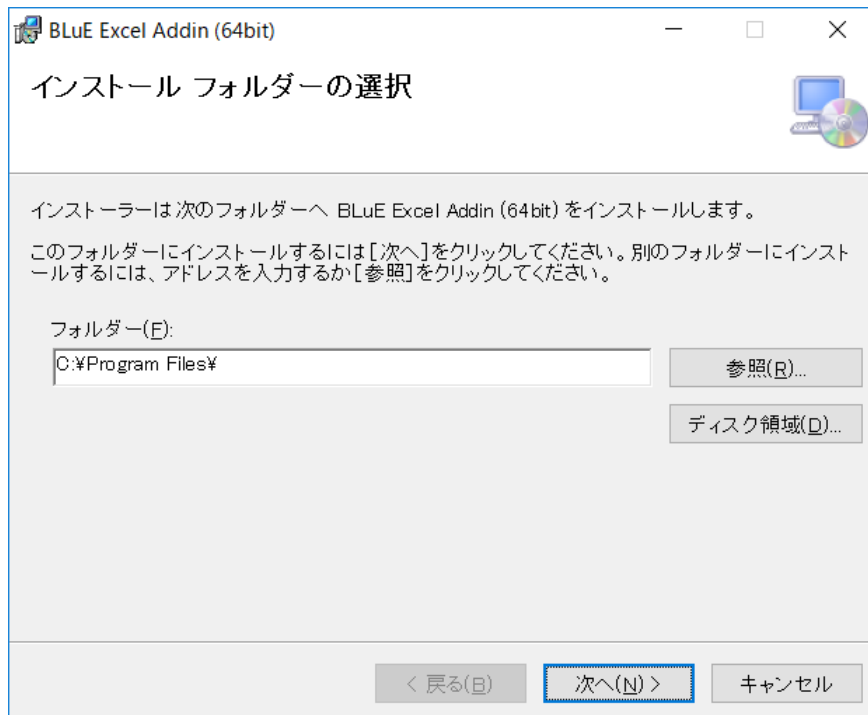 BLuE Excel Addin (64bit)
インストール フォルダーの選択
インストーラーは次のフォルダーへ BLuE Excel Addin (64bit) をインストールします。
このフォルダーにインストールするには[次へ]をクリックしてください。別のフォルダーにインスト
ールするには、アドレスを入力するか[参照]をクリックしてください。
フォルダー(F):
C:¥Program Files¥
参照(R)...
ディスク領域(D)...
< 戻る(B)
次へ(N) >
キャンセル